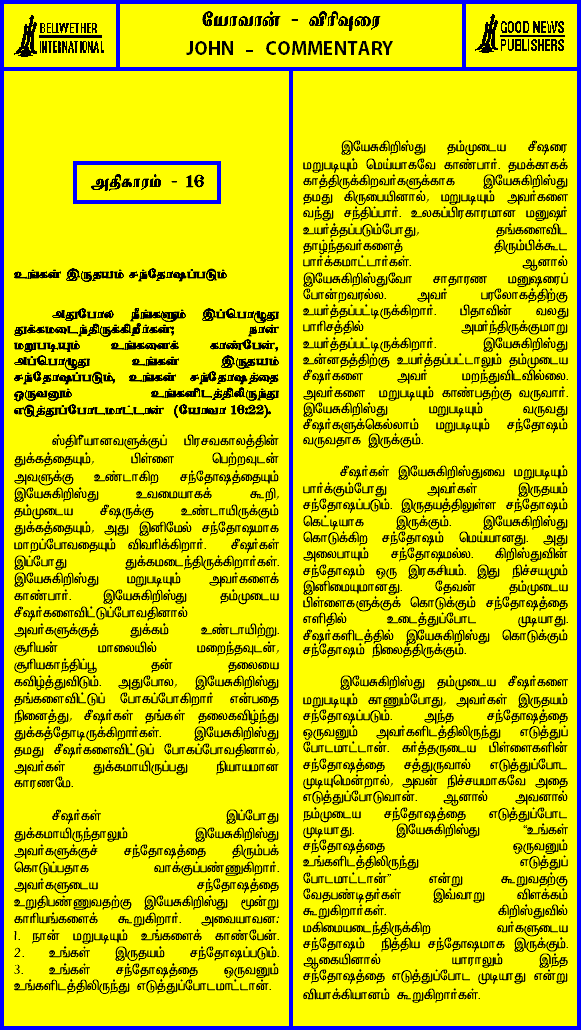 BELWETHER
INTERNATIONAL
யோவான் - விரிவுரை
JOHN - COMMENTARY
GOOD NEWS
PUBLISHERS
அதிகாரம் - 16
உங்கள் இருதயம் சந்தோஷப்படும்
அதுபோல நீங்களும் இப்பொழுது
துக்கமடைந்திருக்கிறீர்கள்; நான்
மறுபடியும் உங்களைக் காண்பேன்,
அப்பொழுது உங்கள் இருதயம்
சந்தோஷப்படும், உங்கள் சந்தோஷத்தை
ஒருவனும் உங்களிடத்திலிருந்து
எடுத்துப்போடமாட்டான் (யோவா 16:22).
ஸ்திரீயானவளுக்குப் பிரசவகாலத்தின்
துக்கத்தையும், பிள்ளை பெற்றவுடன்
அவளுக்கு உண்டாகிற சந்தோஷத்தையும்
இயேசுகிறிஸ்து உவமையாகக் கூறி,
தம்முடைய சீஷருக்கு உண்டாயிருக்கும்
துக்கத்தையும், அது இனிமேல் சந்தோஷமாக
மாறப்போவதையும் விவரிக்கிறார். சீஷர்கள்
இப்போது துக்கமடைந்திருக்கிறார்கள்.
இயேசுகிறிஸ்து மறுபடியும் அவர்களைக்
காண்பார். இயேசுகிறிஸ்து தம்முடைய
சீஷர்களைவிட்டுப்போவதினால்
அவர்களுக்குத் துக்கம் உண்டாயிற்று.
சூரியன் மாலையில் மறைந்தவுடன்,
சூரியகாந்திப்பூ தன் தலையை
கவிழ்த்துவிடும். அதுபோல, இயேசுகிறிஸ்து
தங்களைவிட்டுப் போகப்போகிறார் என்பதை
நினைத்து, சீஷர்கள் தங்கள் தலைகவிழ்ந்து
துக்கத்தோடிருக்கிறார்கள். இயேசுகிறிஸ்து
தமது சீஷர்களைவிட்டுப் போகப்போவதினால்,
அவர்கள் துக்கமாயிருப்பது நியாயமான
காரணமே.
சீஷர்கள் இப்போது
துக்கமாயிருந்தாலும் இயேசுகிறிஸ்து
அவர்களுக்குச் சந்தோஷத்தை திரும்பக்
கொடுப்பதாக வாக்குப்பண்ணுகிறார்.
அவர்களுடைய சந்தோஷத்தை
உறுதிபண்ணுவதற்கு இயேசுகிறிஸ்து மூன்று
காரியங்களைக் கூறுகிறார். அவையாவன:
1. நான் மறுபடியும் உங்களைக் காண்பேன்.
2. உங்கள் இருதயம் சந்தோஷப்படும்.
3. உங்கள் சந்தோஷத்தை ஒருவனும்
உங்களிடத்திலிருந்து எடுத்துப்போடமாட்டான்.
இயேசுகிறிஸ்து தம்முடைய சீஷரை
மறுபடியும் மெய்யாகவே காண்பார். தமக்காகக்
காத்திருக்கிறவர்களுக்காக இயேசுகிறிஸ்து
தமது கிருபையினால், மறுபடியும் அவர்களை
வந்து சந்திப்பார். உலகப்பிரகாரமான மனுஷர்
உயர்த்தப்படும்போது, தங்களைவிட
தாழ்ந்தவர்களைத் திரும்பிக்கூட
பார்க்கமாட்டார்கள். ஆனால்
இயேசுகிறிஸ்துவோ சாதாரண மனுஷரைப்
போன்றவரல்ல. அவர் பரலோகத்திற்கு
உயர்த்தப்பட்டிருக்கிறார். பிதாவின் வலது
பாரிசத்தில் அமர்ந்திருக்குமாறு
உயர்த்தப்பட்டிருக்கிறார். இயேசுகிறிஸ்து
உன்னதத்திற்கு உயர்த்தப்பட்டாலும் தம்முடைய
சீஷர்களை அவர் மறந்துவிடவில்லை.
அவர்களை மறுபடியும் காண்பதற்கு வருவார்.
இயேசுகிறிஸ்து மறுபடியும் வருவது
சீஷர்களுக்கெல்லாம் மறுபடியும் சந்தோஷம்
வருவதாக இருக்கும்.
சீஷர்கள் இயேசுகிறிஸ்துவை மறுபடியும்
பார்க்கும்போது அவர்கள் இருதயம்
சந்தோஷப்படும். இருதயத்திலுள்ள சந்தோஷம்
கெட்டியாக இருக்கும். இயேசுகிறிஸ்து
கொடுக்கிற சந்தோஷம் மெய்யானது. அது
அலைபாயும் சந்தோஷமல்ல. கிறிஸ்துவின்
சந்தோஷம் ஒரு இரகசியம். இது நிச்சயமும்
இனிமையுமானது. தேவன் தம்முடைய
பிள்ளைகளுக்குக் கொடுக்கும் சந்தோஷத்தை
எளிதில் உடைத்துப்போட முடியாது.
சீஷர்களிடத்தில் இயேசுகிறிஸ்து கொடுக்கும்
சந்தோஷம் நிலைத்திருக்கும்.
இயேசுகிறிஸ்து தம்முடைய சீஷர்களை
மறுபடியும் காணும்போது, அவர்கள் இருதயம்
சந்தோஷப்படும். அந்த சந்தோஷத்தை
ஒருவனும் அவர்களிடத்திலிருந்து எடுத்துப்
போடமாட்டான். கர்த்தருடைய பிள்ளைகளின்
சந்தோஷத்தை சத்துருவால் எடுத்துப்போட
முடியுமென்றால், அவன் நிச்சயமாகவே அதை
எடுத்துப்போடுவான். ஆனால் அவனால்
நம்முடைய சந்தோஷத்தை எடுத்துப்போட
முடியாது. இயேசுகிறிஸ்து "உங்கள்
சந்தோஷத்தை ஒருவனும்
உங்களிடத்திலிருந்து எடுத்துப்
போடமாட்டான்" என்று கூறுவதற்கு
வேதபண்டிதர்கள் இவ்வாறு விளக்கம்
கூறுகிறார்கள். கிறிஸ்துவில்
மகிமையடைந்திருக்கிற வர்களுடைய
சந்தோஷம் நித்திய சந்தோஷமாக இருக்கும்.
ஆகையினால் யாராலும் இந்த
சந்தோஷத்தை எடுத்துப்போட முடியாது என்று
வியாக்கியானம் கூறுகிறார்கள்.